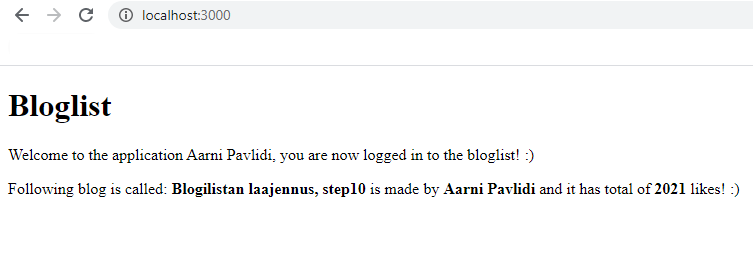 localhost:3000
Bloglist
Welcome to the application Aarni Pavlidi, you are now logged in to the bloglist! :)
Following blog is called: Blogilistan laajennus, step10 is made by Aarni Pavlidi and it has total of 2021 likes! :)